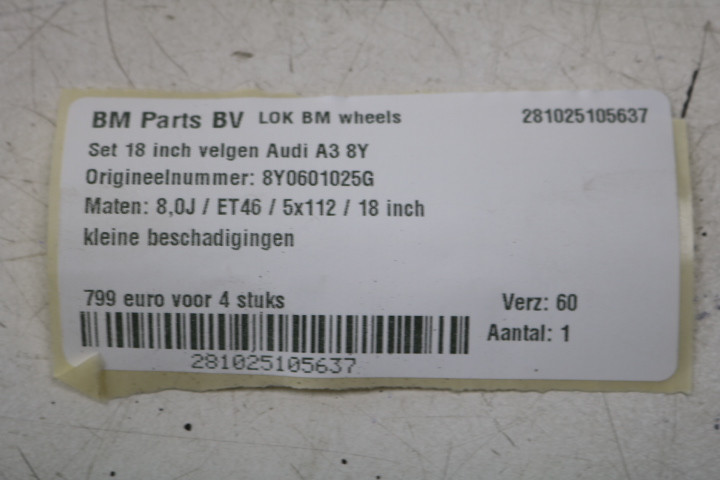 BM Parts BV LOK BM wheels 281025105637
Set 18 inch velgen Audi A3 8Y
Origineelnummer: 8Y0601025G
Maten: 8,0J / ET46 / 5x112 / 18 inch
kleine beschadigingen
799 euro voor 4 stuks Verz: 60
Aantal: 1
281025105637